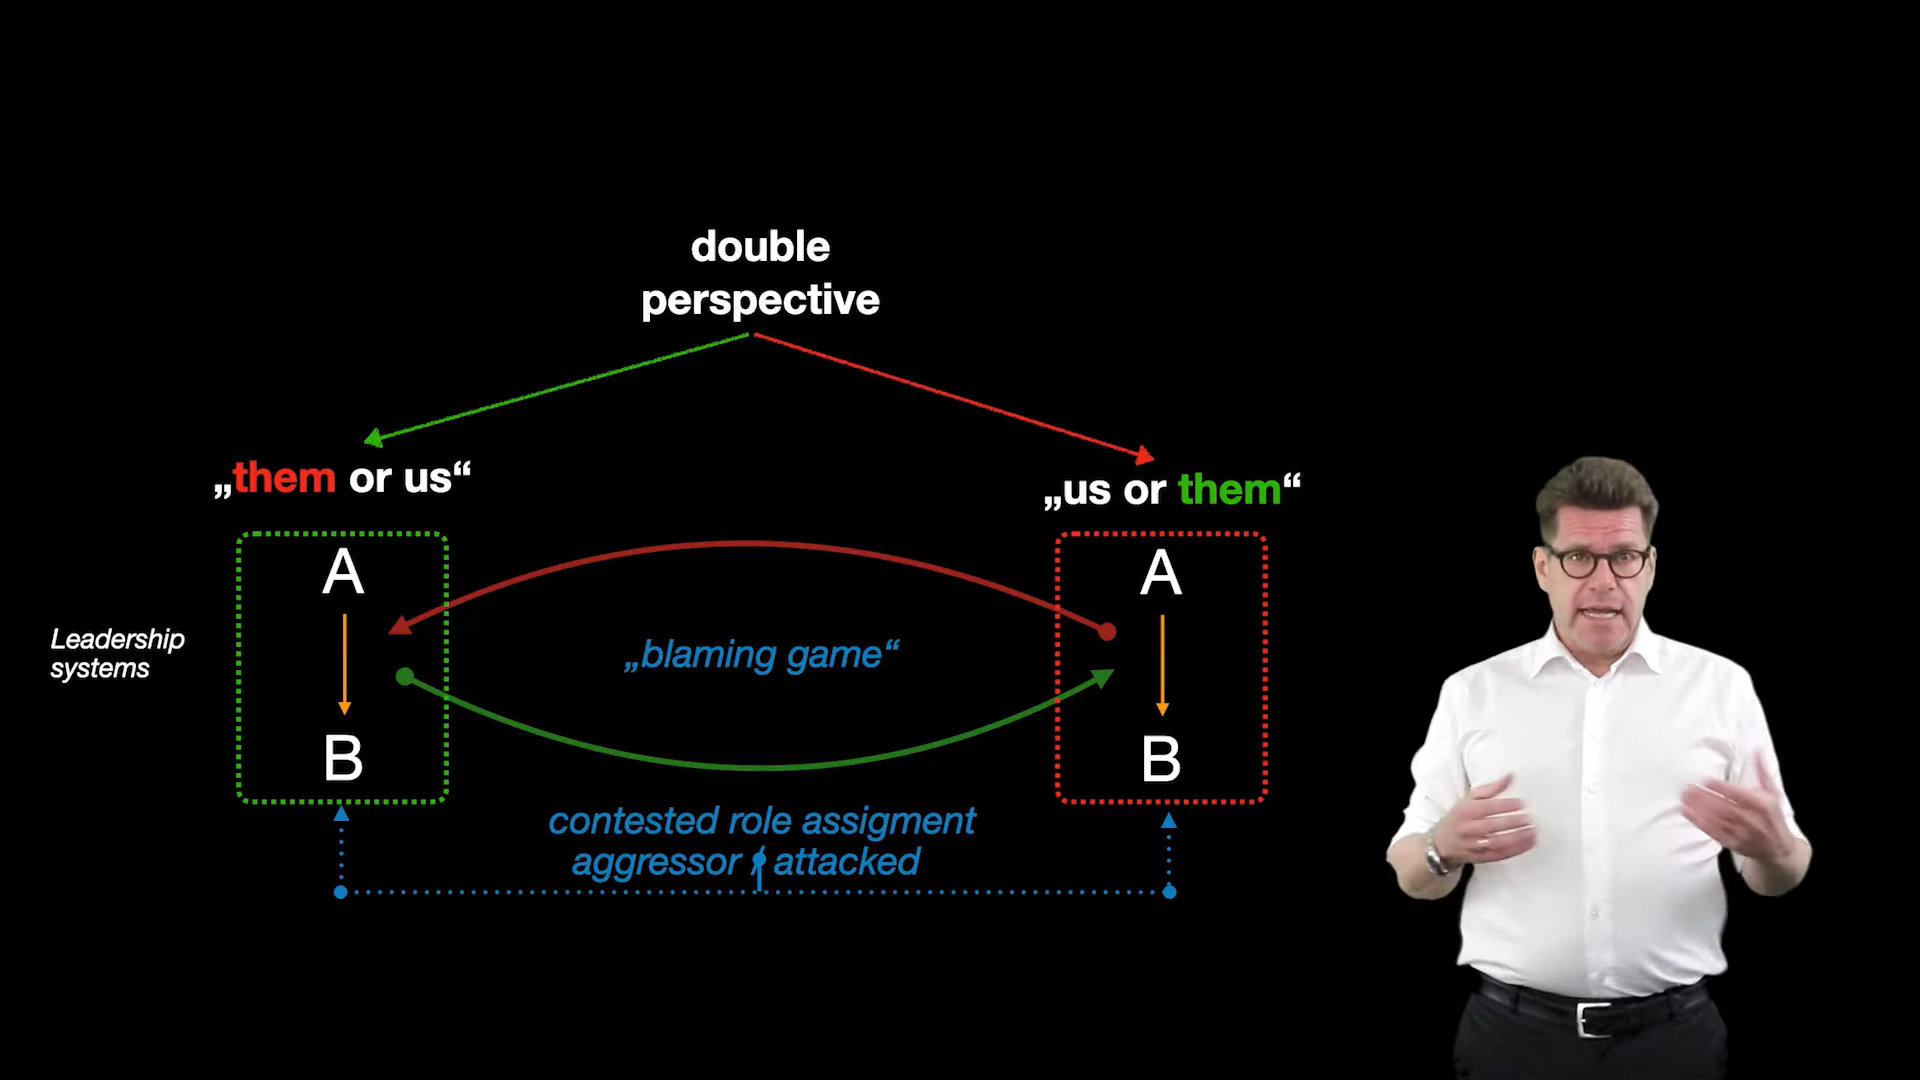 double
perspective
„them or us“
„us or them“
A
A
Leadership
systems
„blaming game“
B
B
contested role assigment
aggressor / attacked